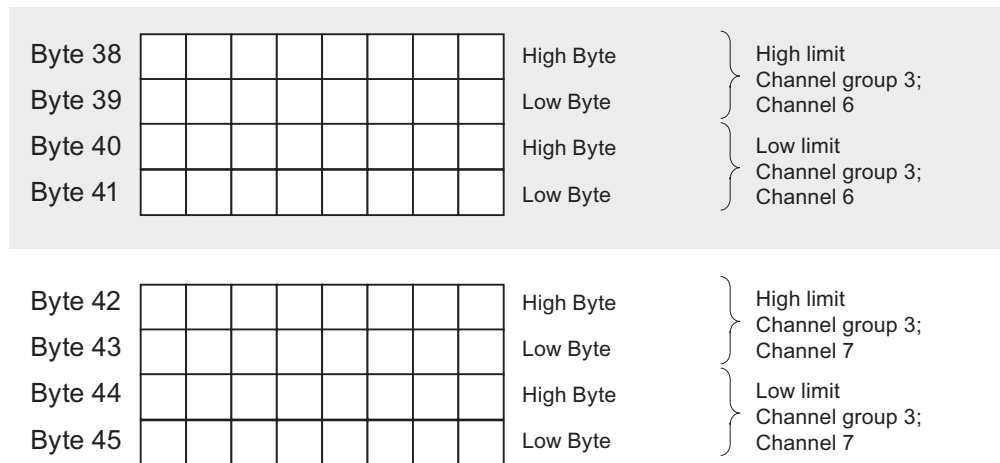 Byte 38 High Byte High limit
Channel group 3;
Byte 39 Low Byte Channel 6
Byte 40 High Byte Low limit
Channel group 3;
Byte 41 Low Byte Channel 6
Byte 42 High Byte High limit
Channel group 3;
Byte 43 Low Byte Channel 7
Byte 44 High Byte Low limit
Channel group 3;
Byte 45 Low Byte Channel 7